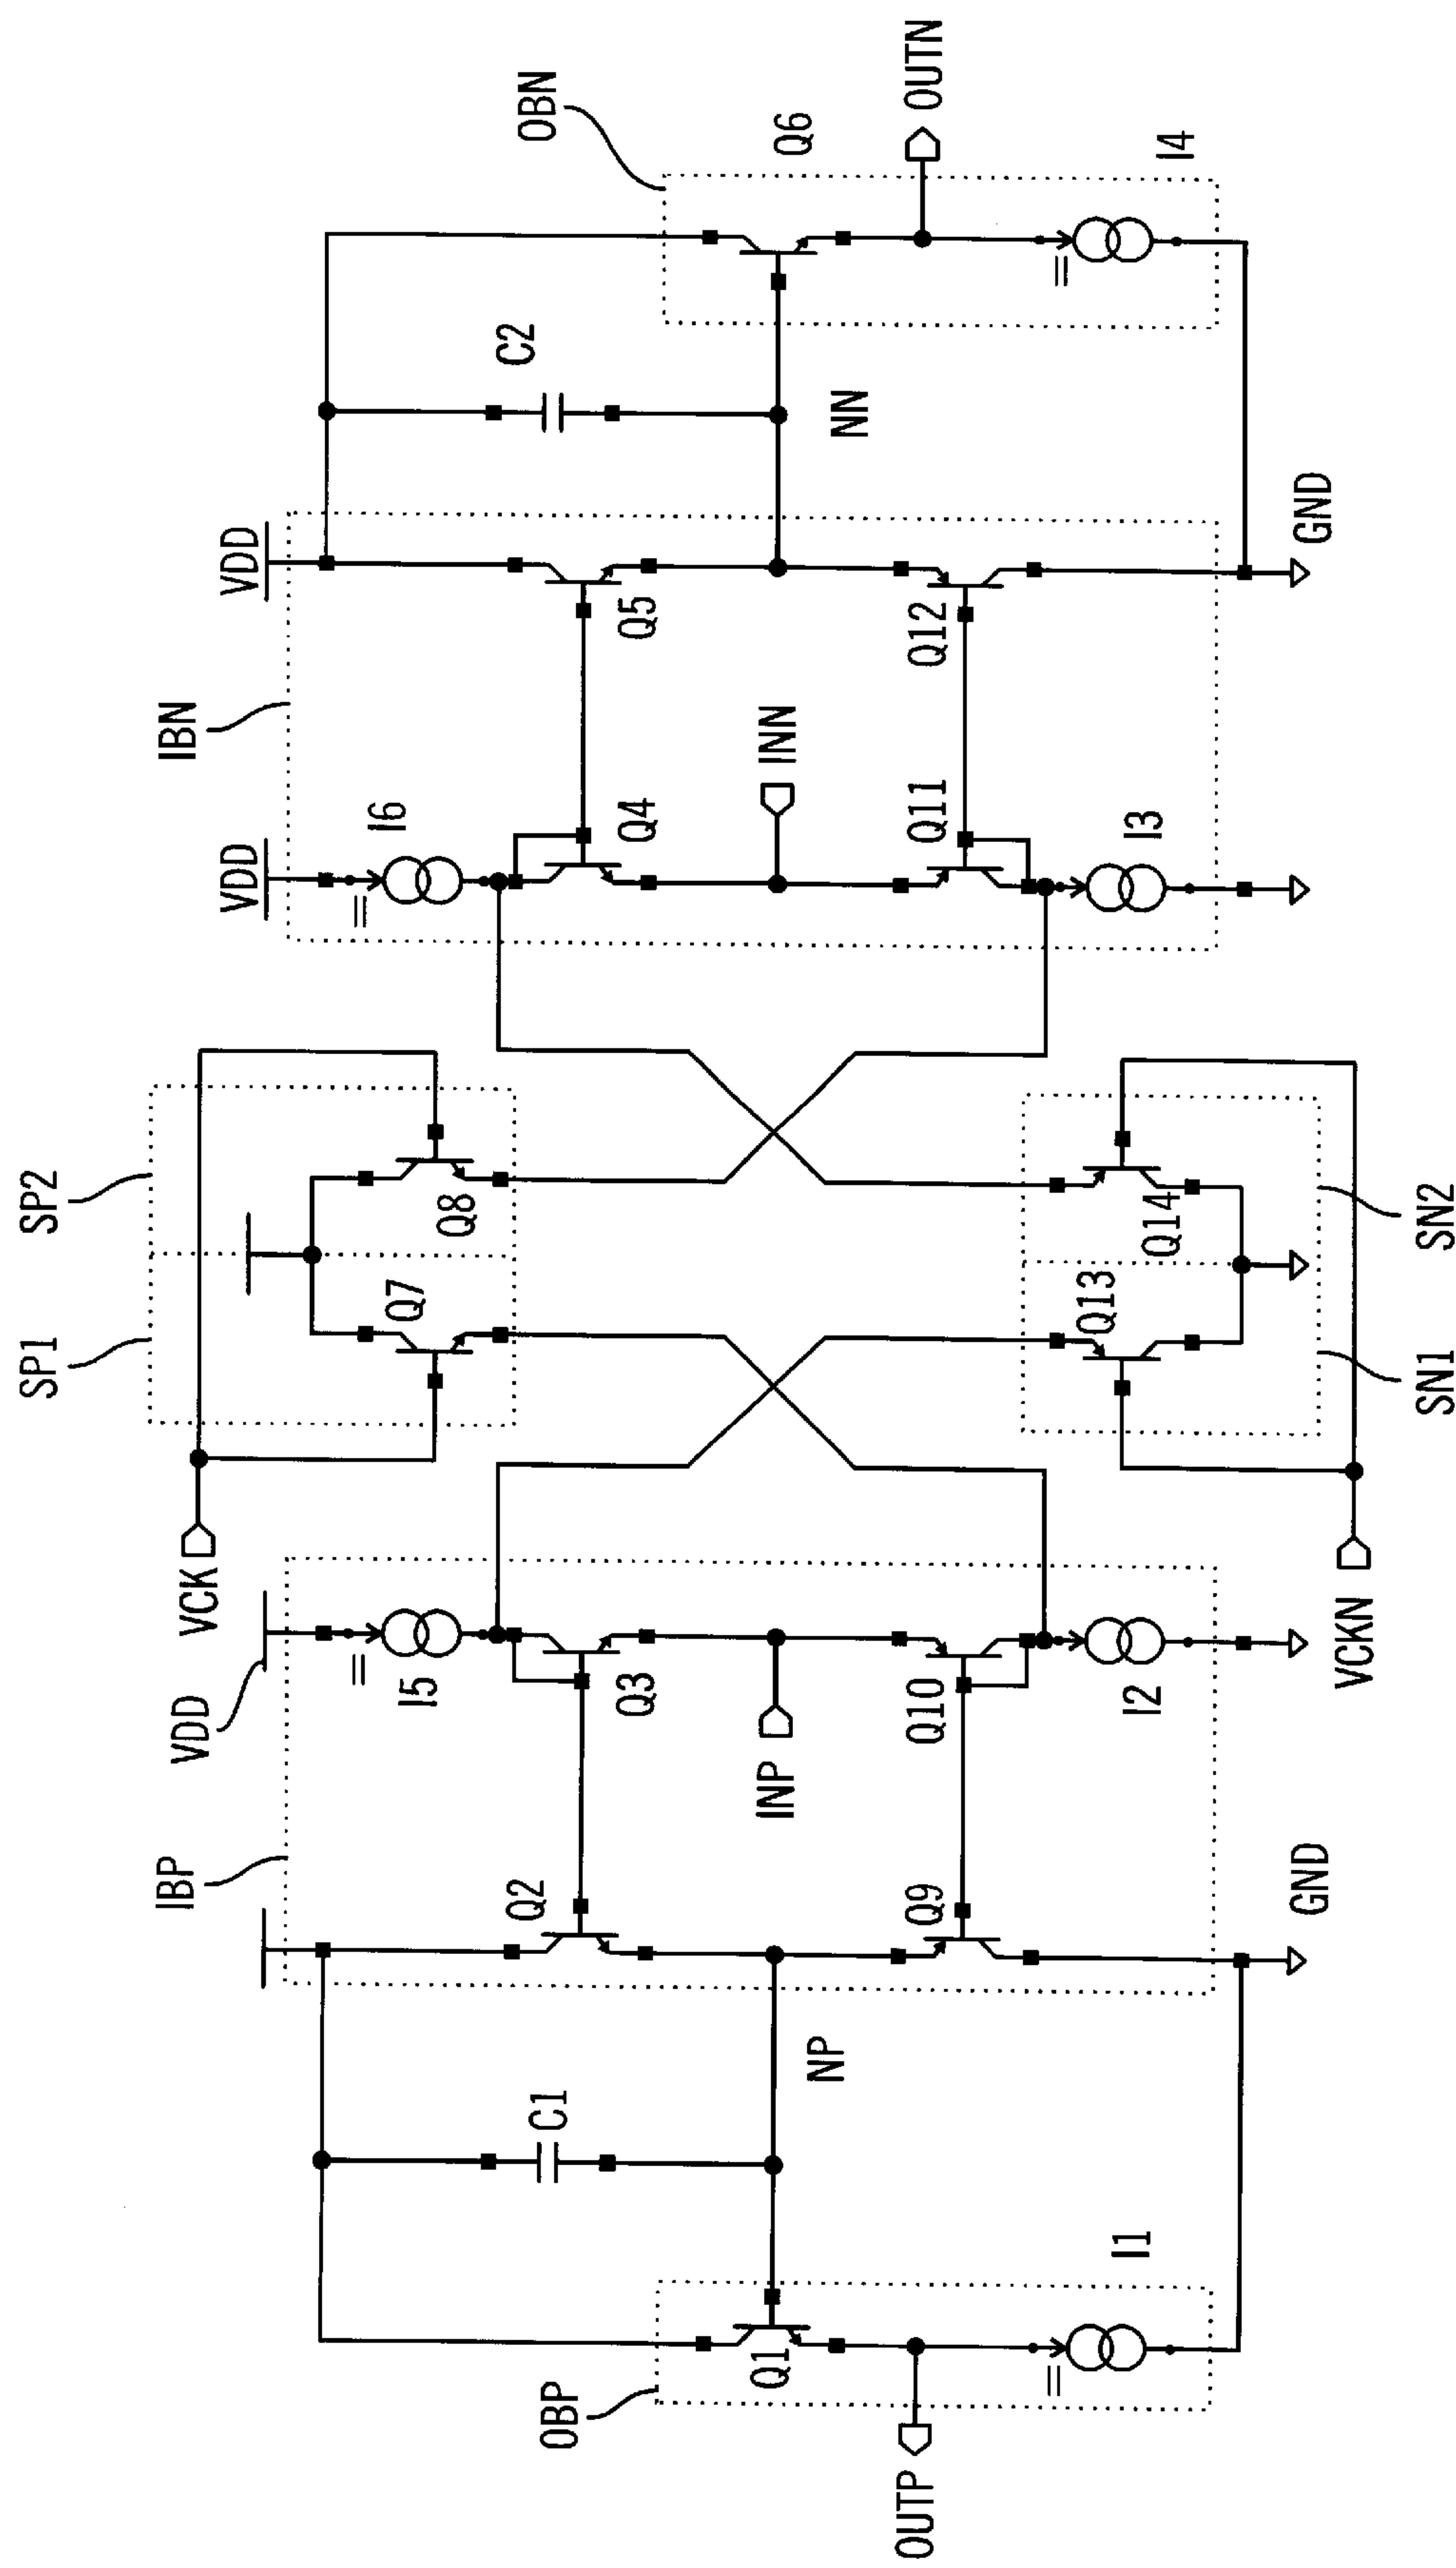 OUTP
OBP
Q1
I1
C1
NP
IBP
Q2
Q9
GND
VDD
I5
Q3
INP
Q10
I2
VCK
VCKN
SP1
SP2
Q7
Q8
Q13
Q14
SN1
SN2
IBN
VDD
I6
Q4
INN
Q11
I3
VDD
Q5
Q12
GND
C2
NN
OBN
Q6
OUTN
I4